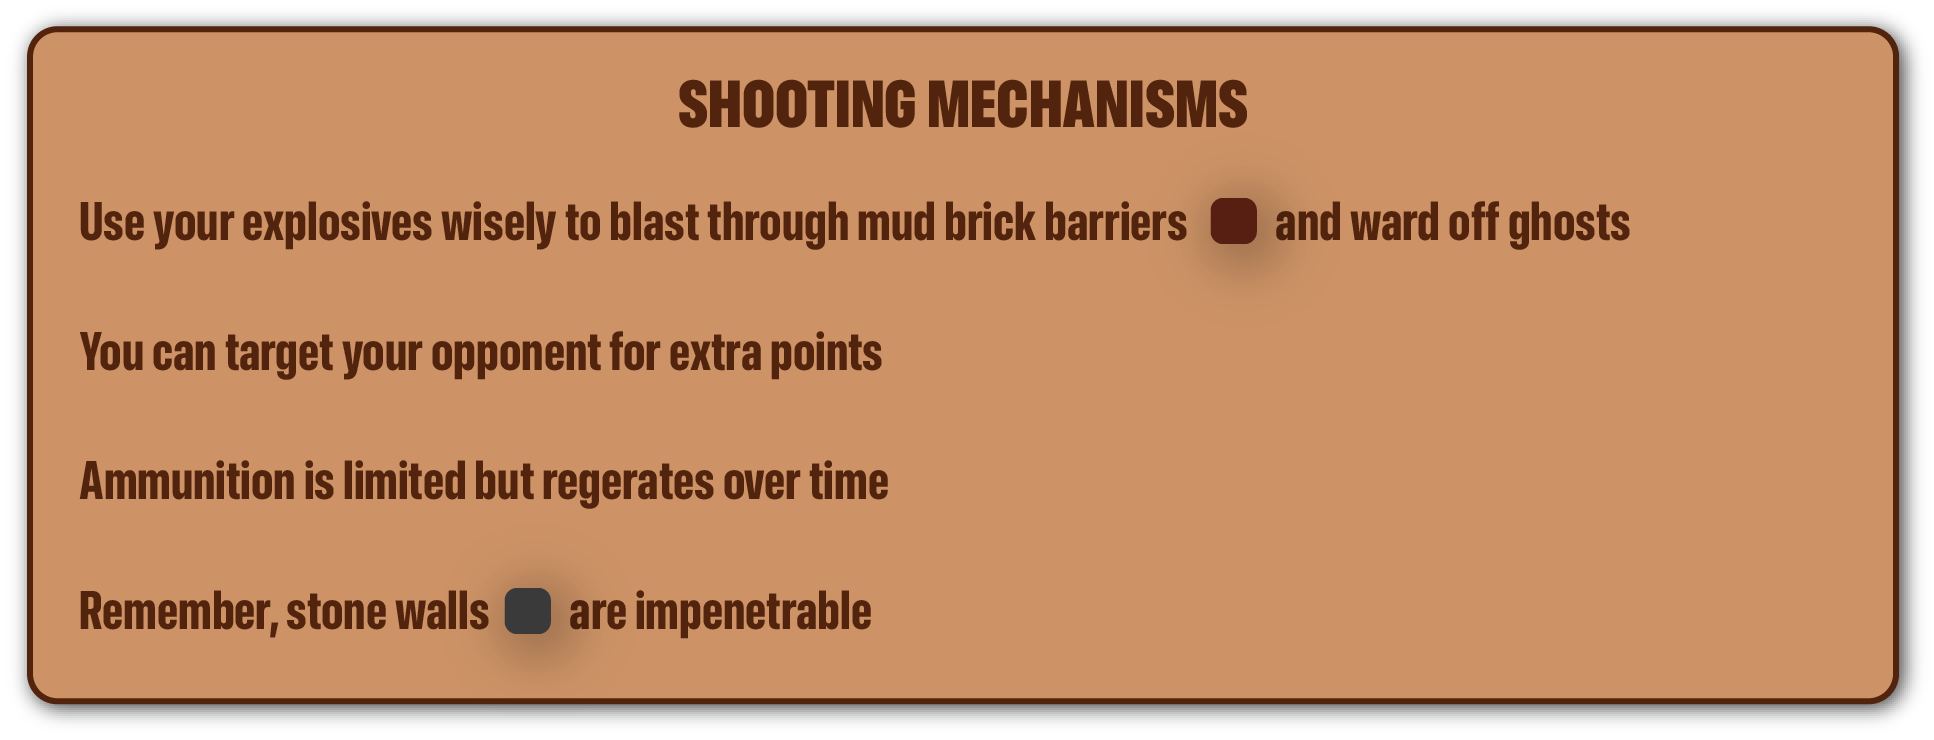 SHOOTING MECHANISMS
Use your explosives wisely to blast through mud brick barriers and ward off ghosts
You can target your opponent for extra points
Ammunition is limited but regerates over time
Remember, stone walls are impenetrable